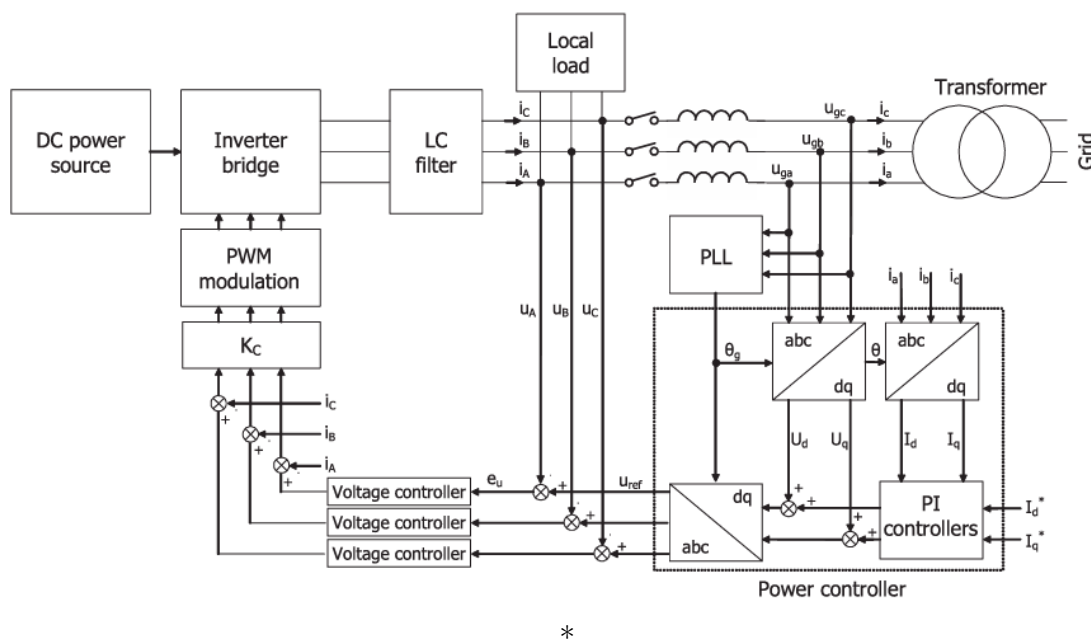 Local
load
Transformer
DC power
source
Inverter
bridge
LC
filter
i_C
i_B
i_A
u_gc
u_gb
u_ga
i_c
i_b
i_a
Grid
PWM
modulation
PLL
u_A
u_B
u_C
i_a
i_b
i_c
K_C
θ_g
abc
dq
θ
abc
dq
i_C
+
i_B
+
i_A
+
U_d
U_q
I_d
I_q
Voltage controller
e_u
+
u_ref
dq
abc
+
+
PI
controllers
I_d*
I_q*
Voltage controller
+
+
+
Voltage controller
+
Power controller
*